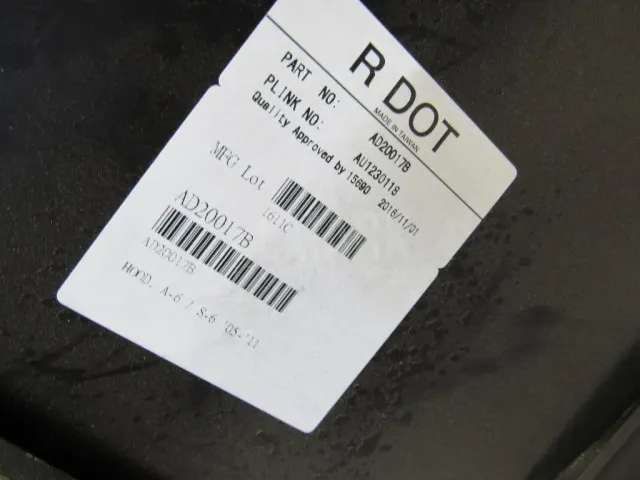 R DOT
MADE IN TAIWAN
PART NO: AD20017B
PLINK NO: AU1230118
Quality Approved by 15690 2016/11/01
MFG Lot
1611C
AD20017B
AD20017B
HOOD, A-6 / S-6 '05-'11